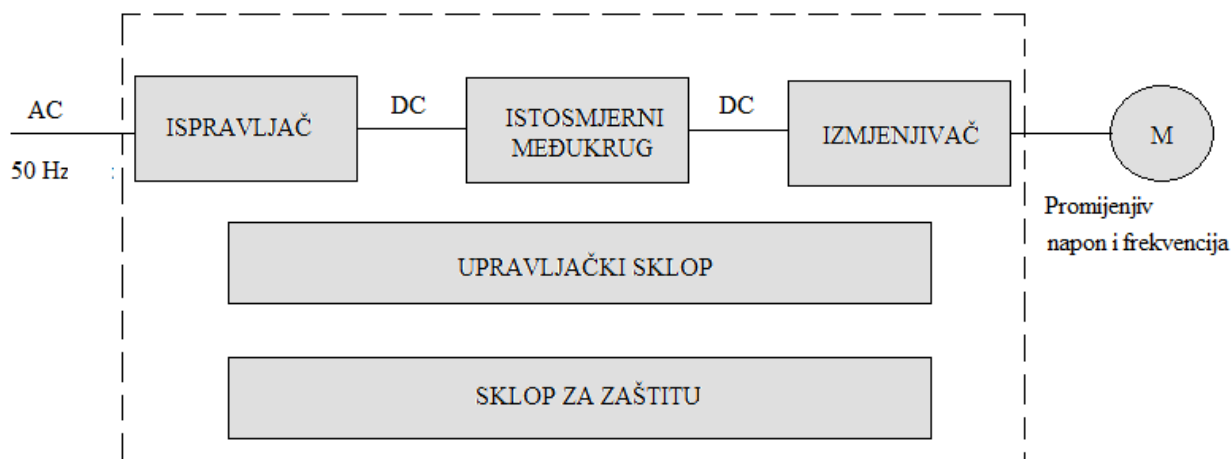 AC
50 Hz :
ISPRAVLJAČ
DC
ISTOSMJERNI
MEĐUKRUG
DC
IZMJENJIVAČ
M
Promijenjiv
napon i frekvencija
UPRAVLJAČKI SKLOP
SKLOP ZA ZAŠTITU